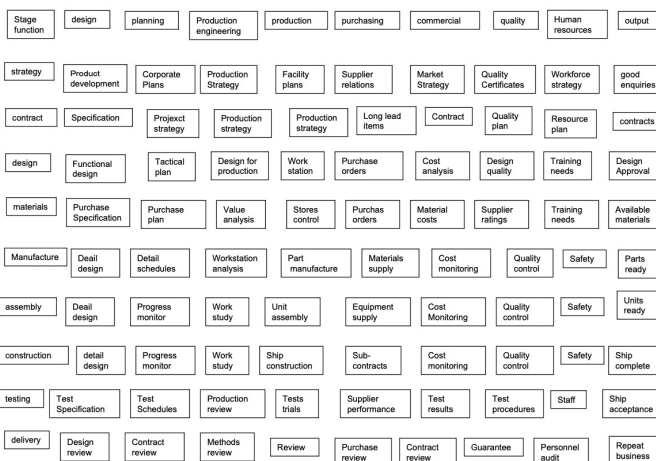 Stage function design planning Production engineering production purchasing commercial quality Human resources output
strategy Product development Corporate Plans Production Strategy Facility plans Supplier relations Market Strategy Quality Certificates Workforce strategy good enquiries
contract Specification Projexct strategy Production strategy Production strategy Long lead items Contract Quality plan Resource plan contracts
design Functional design Tactical plan Design for production Work station Purchase orders Cost analysis Design quality Training needs Design Approval
materials Purchase Specification Purchase plan Value analysis Stores control Purchas orders Material costs Supplier ratings Training needs Available materials
Manufacture Deail design Detail schedules Workstation analysis Part manufacture Materials supply Cost monitoring Quality control Safety Parts ready
assembly Deail design Progress monitor Work study Unit assembly Equipment supply Cost Monitoring Quality control Safety Units ready
construction detail design Progress monitor Work study Ship construction Sub-contracts Cost monitoring Quality control Safety Ship complete
testing Test Specification Test Schedules Production review Tests trials Supplier performance Test results Test procedures Staff Ship acceptance
delivery Design review Contract review Methods review Review Purchase review Contract review Guarantee Personnel audit Repeat business